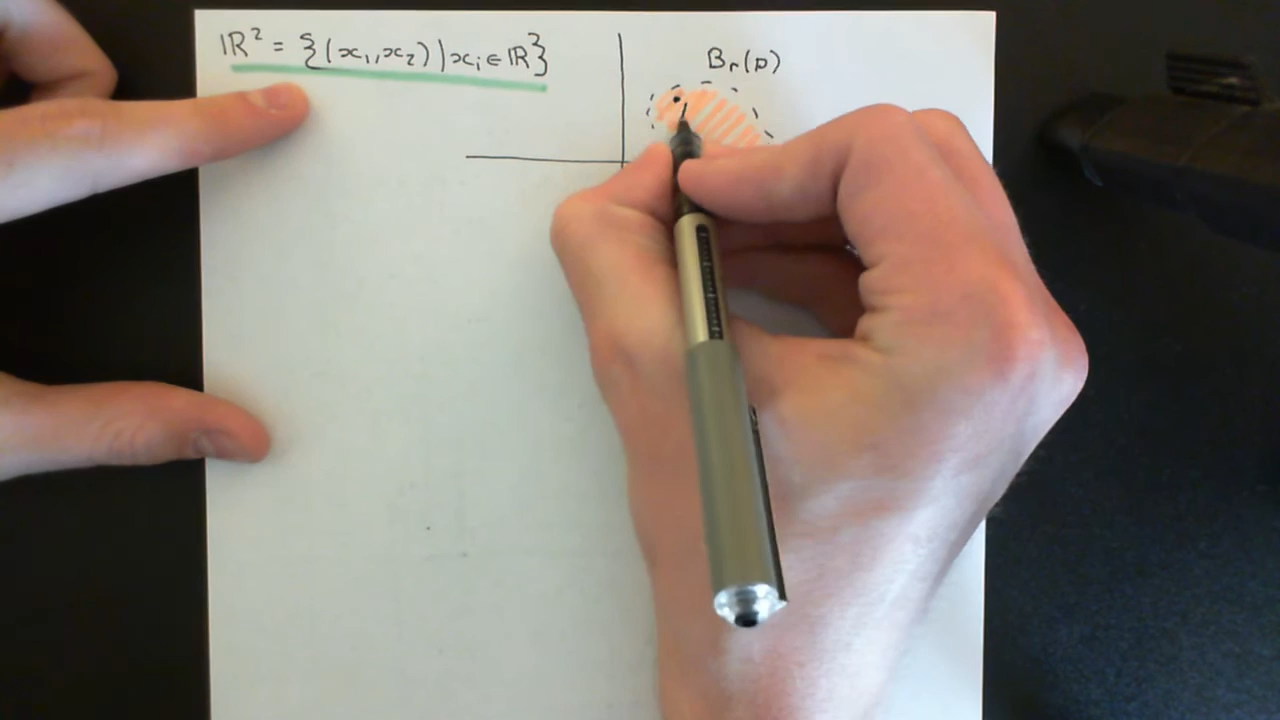 ℝ² = {(x₁,x₂)|xᵢ∈ℝ}
Bᵣ(p)